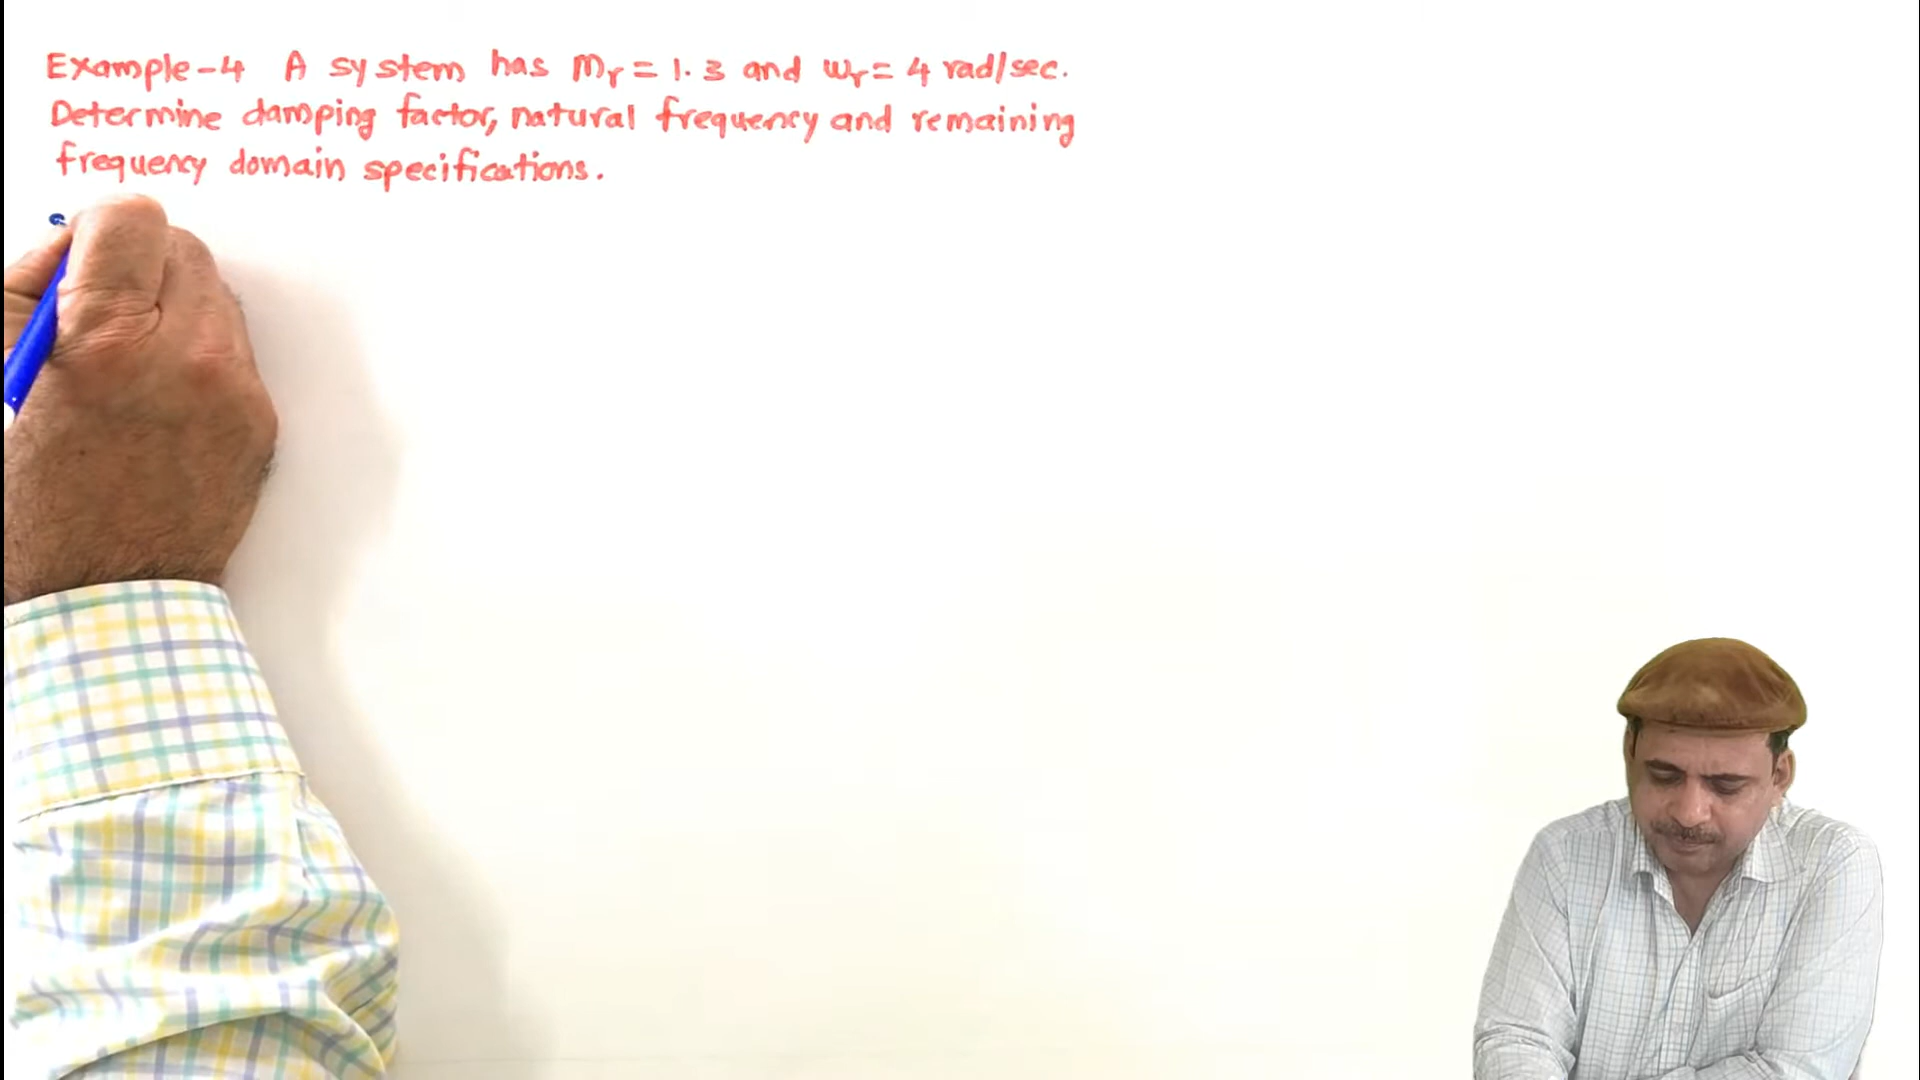 Example-4 A system has Mr = 1.3 and ωr = 4 rad/sec.
Determine damping factor, natural frequency and remaining
frequency domain specifications.